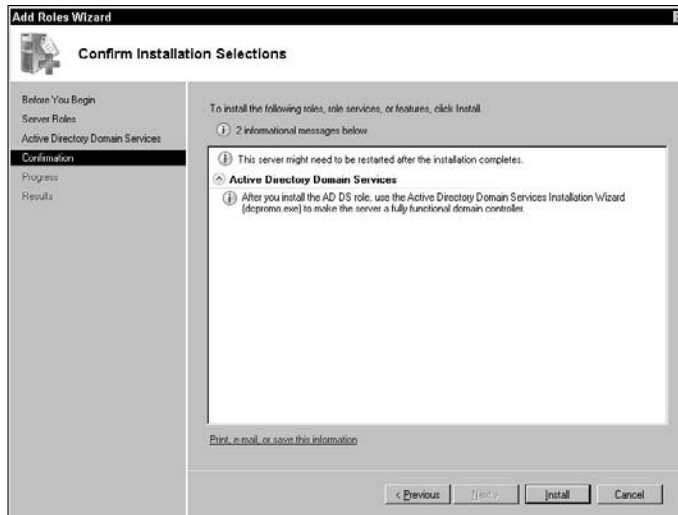 Add Roles Wizard
Confirm Installation Selections
Before You Begin
Server Roles
Active Directory Domain Services
Confirmation
Progress
Results
To install the following roles, role services, or features, click Install.
2 informational messages below
This server might need to be restarted after the installation completes.
Active Directory Domain Services
After you install the AD DS role, use the Active Directory Domain Services Installation Wizard
(dcpromo.exe) to make the server a fully functional domain controller.
Print, e-mail, or save this information
< Previous
Next >
Install
Cancel